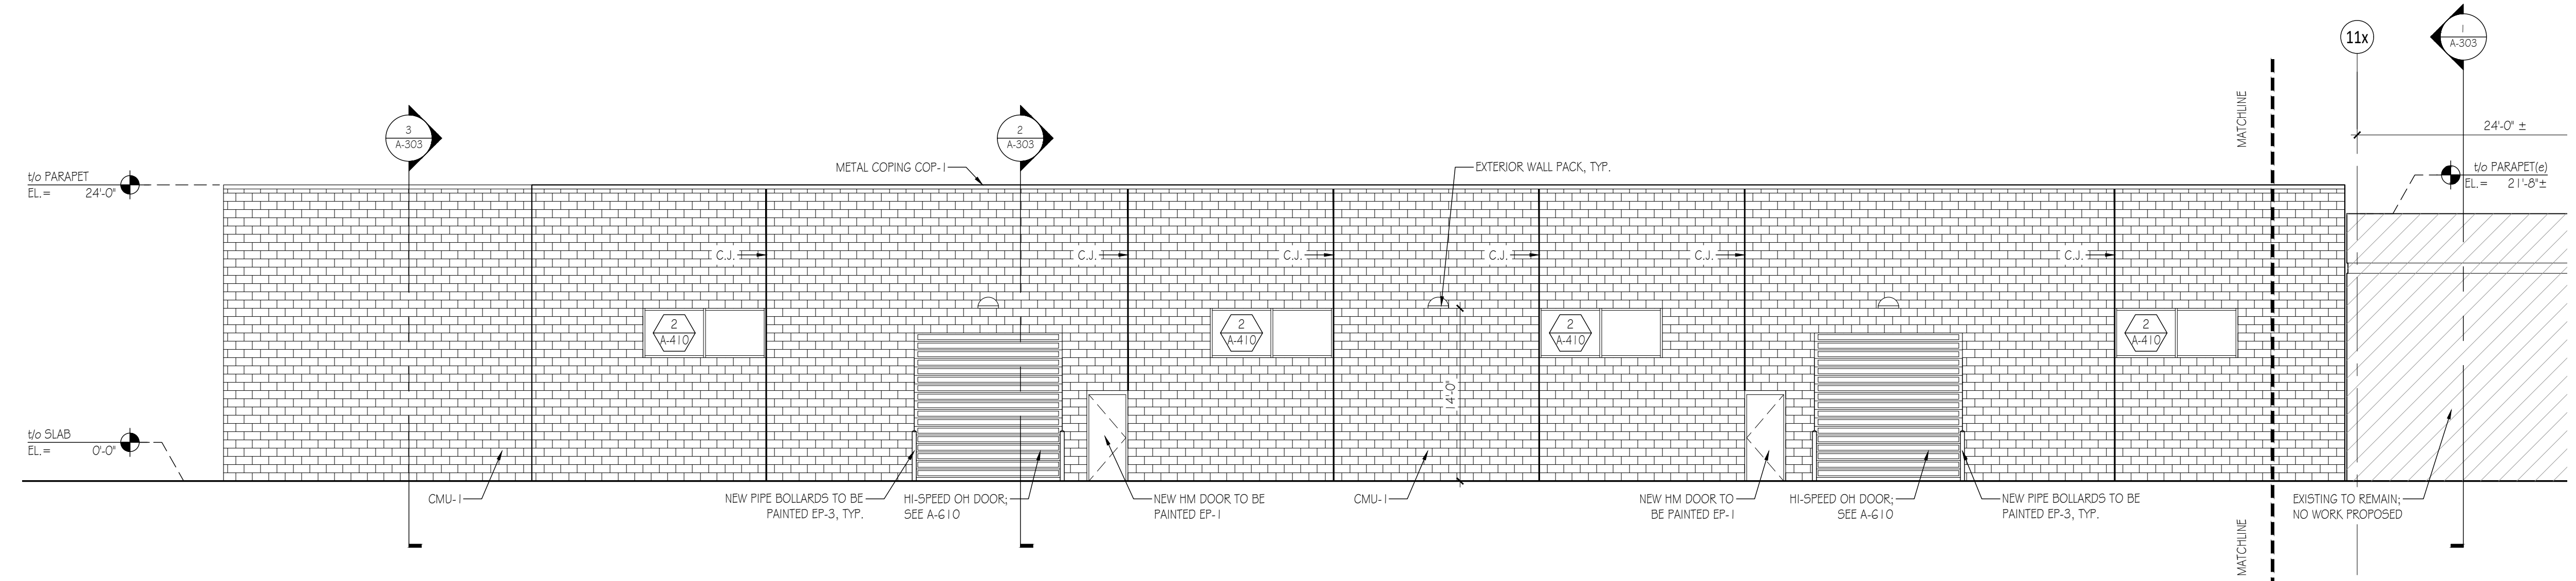 11x
1
A-303
MATCHLINE
24'-0" ±
3
A-303
2
A-303
METAL COPING COP-1
EXTERIOR WALL PACK, TYP.
t/o PARAPET
EL.= 24'-0"
t/o PARAPET(e)
EL.= 21'-8"±
C.J.
C.J.
C.J.
C.J.
C.J.
C.J.
2
A-410
2
A-410
2
A-410
2
A-410
14'-0"
t/o SLAB
EL.= 0'-0"
CMU-1
NEW PIPE BOLLARDS TO BE
PAINTED EP-3, TYP.
HI-SPEED OH DOOR;
SEE A-610
NEW HM DOOR TO BE
PAINTED EP-1
CMU-1
NEW HM DOOR TO
BE PAINTED EP-1
HI-SPEED OH DOOR;
SEE A-610
NEW PIPE BOLLARDS TO BE
PAINTED EP-3, TYP.
EXISTING TO REMAIN;
NO WORK PROPOSED
MATCHLINE